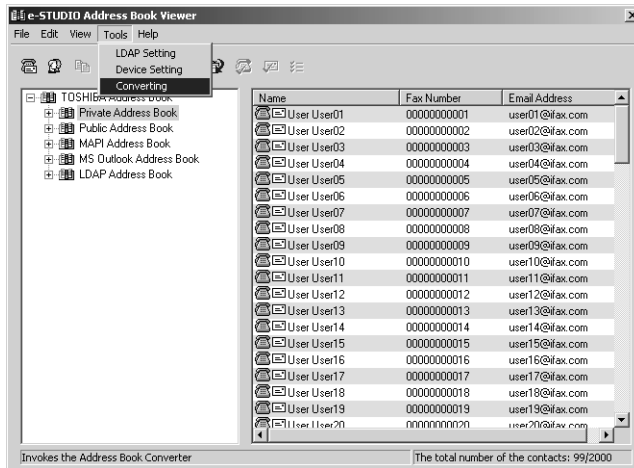 e-STUDIO Address Book Viewer
File Edit View Tools Help
LDAP Setting
Device Setting
Converting
TOSHIBA Address Book
Private Address Book
Public Address Book
MAPI Address Book
MS Outlook Address Book
LDAP Address Book
Name Fax Number Email Address
User User01 00000000001 user01@ifax.com
User User02 00000000002 user02@ifax.com
User User03 00000000003 user03@ifax.com
User User04 00000000004 user04@ifax.com
User User05 00000000005 user05@ifax.com
User User06 00000000006 user06@ifax.com
User User07 00000000007 user07@ifax.com
User User08 00000000008 user08@ifax.com
User User09 00000000009 user09@ifax.com
User User10 00000000010 user10@ifax.com
User User11 00000000011 user11@ifax.com
User User12 00000000012 user12@ifax.com
User User13 00000000013 user13@ifax.com
User User14 00000000014 user14@ifax.com
User User15 00000000015 user15@ifax.com
User User16 00000000016 user16@ifax.com
User User17 00000000017 user17@ifax.com
User User18 00000000018 user18@ifax.com
User User19 00000000019 user19@ifax.com
User User20 00000000020 user20@ifax.com
Invokes the Address Book Converter The total number of the contacts: 99/2000